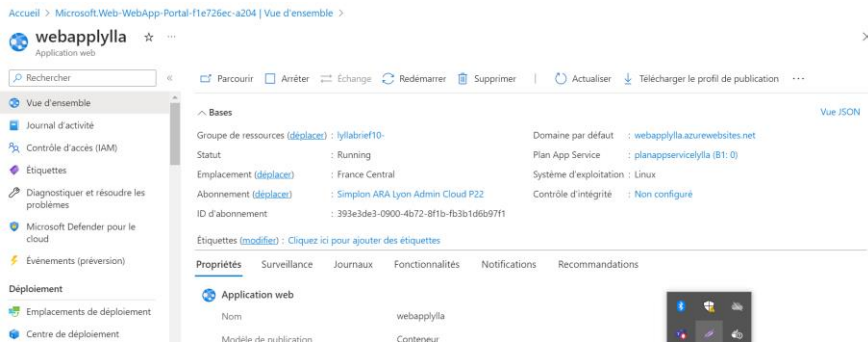 Accueil > Microsoft.Web-WebApp-Portal-f1e726ec-a204 | Vue d'ensemble >
webapplylla ☆ ...
Application web
Rechercher «
Parcourir Arrêter Échange Redémarrer Supprimer | Actualiser Télécharger le profil de publication ...
Vue d'ensemble
Journal d'activité
Contrôle d'accès (IAM)
Étiquettes
Diagnostiquer et résoudre les problèmes
Microsoft Defender pour le cloud
Événements (préversion)
Déploiement
Emplacements de déploiement
Centre de déploiement
Bases Vue JSON
Groupe de ressources (déplacer) : lyllabrief10-
Statut : Running
Emplacement (déplacer) : France Central
Abonnement (déplacer) : Simplon ARA Lyon Admin Cloud P22
ID d'abonnement : 393e3de3-0900-4b72-8f1b-fb3b1d6b97f1
Domaine par défaut : webapplylla.azurewebsites.net
Plan App Service : planappservicelylla (B1: 0)
Système d'exploitation : Linux
Contrôle d'intégrité : Non configuré
Étiquettes (modifier) : Cliquez ici pour ajouter des étiquettes
Propriétés Surveillance Journaux Fonctionnalités Notifications Recommandations
Application web
Nom webapplylla
Modèle de publication Conteneur